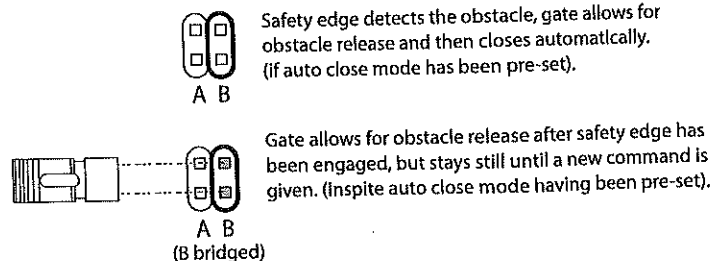 Safety edge detects the obstacle, gate allows for
obstacle release and then closes automatically.
(if auto close mode has been pre-set).
A B
Gate allows for obstacle release after safety edge has
been engaged, but stays still until a new command is
given. (Inspite auto close mode having been pre-set).
A B
(B bridged)